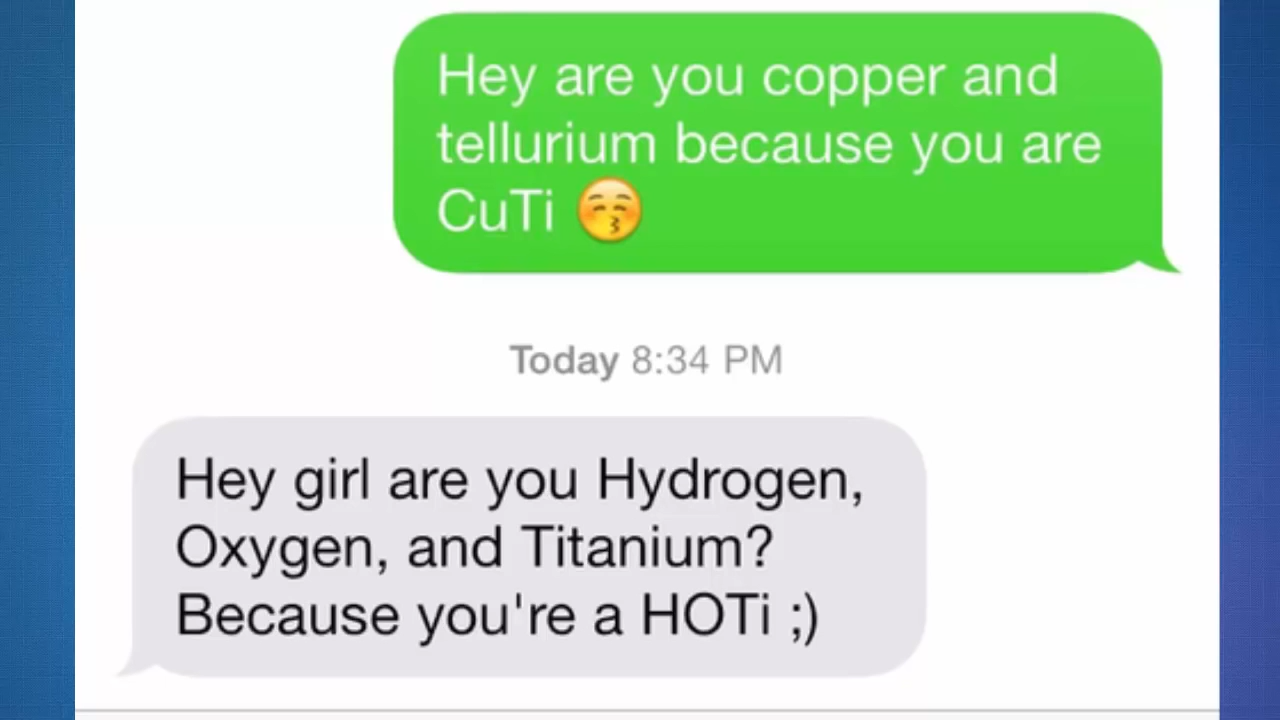 Hey are you copper and
tellurium because you are
CuTi 😚
Today 8:34 PM
Hey girl are you Hydrogen,
Oxygen, and Titanium?
Because you're a HOTi ;)